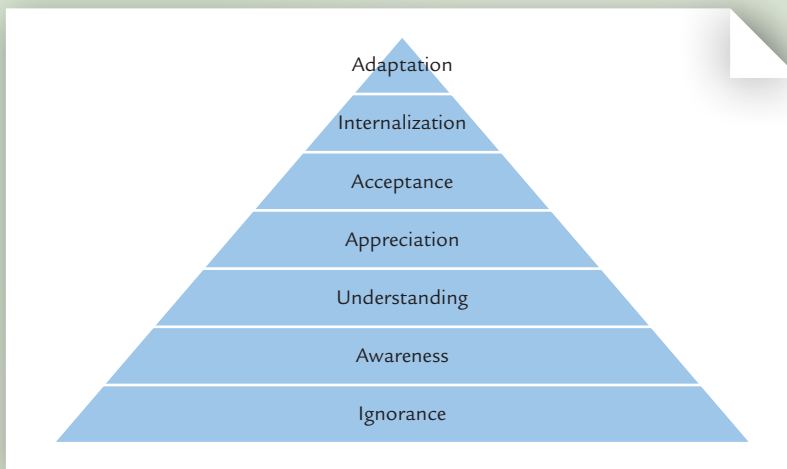 Adaptation
Internalization
Acceptance
Appreciation
Understanding
Awareness
Ignorance